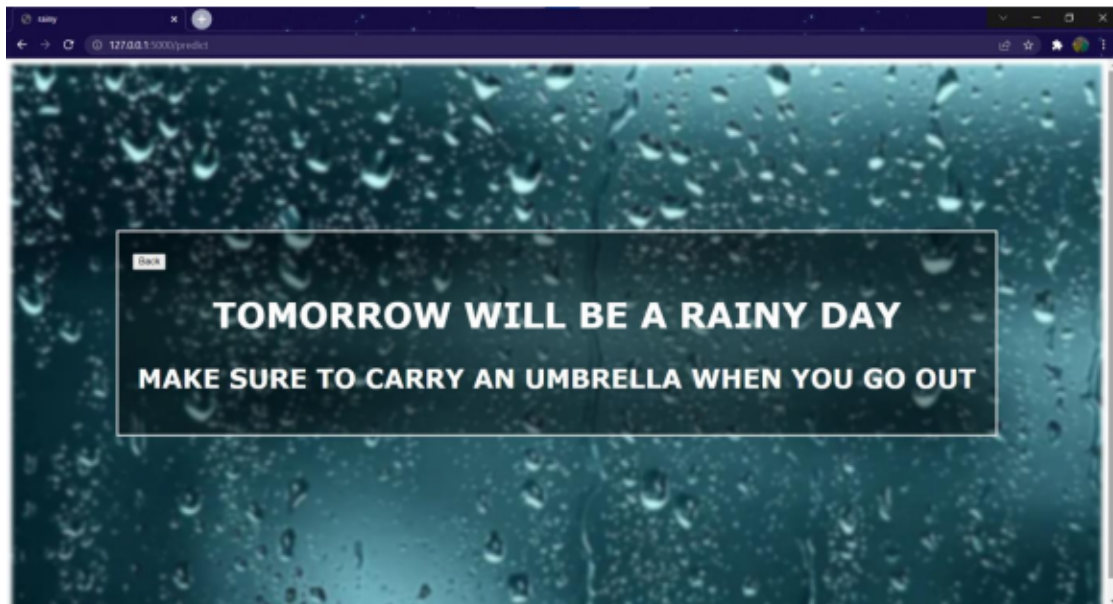 rainy
127.0.0.1:5000/predict
Back
TOMORROW WILL BE A RAINY DAY
MAKE SURE TO CARRY AN UMBRELLA WHEN YOU GO OUT